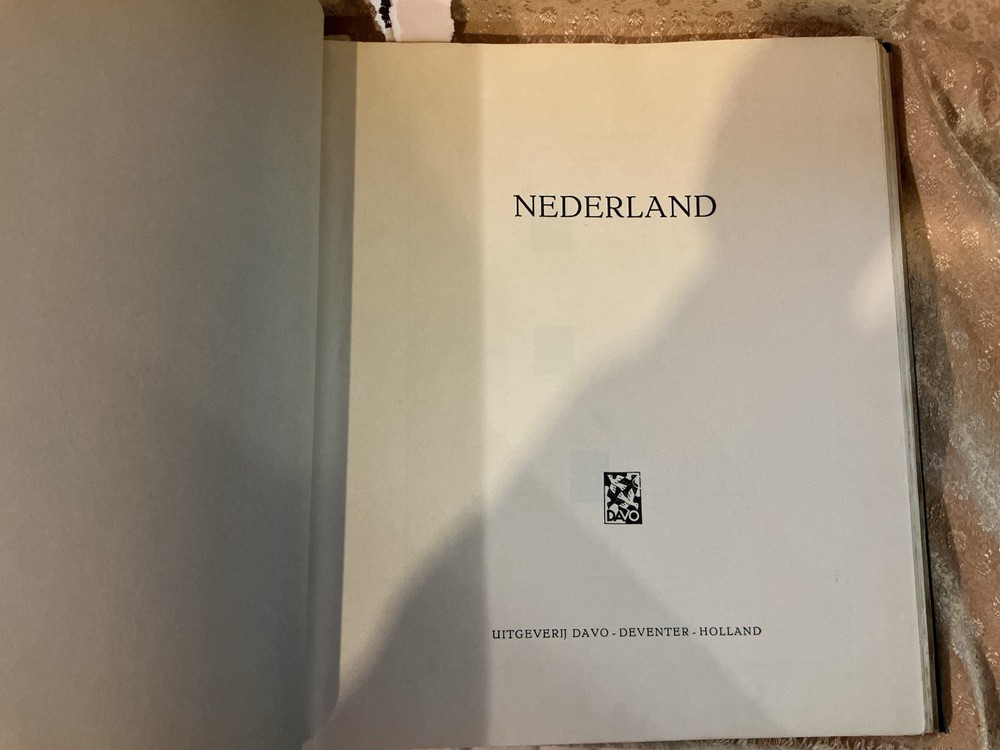 NEDERLAND
DAVO
UITGEVERIJ DAVO - DEVENTER - HOLLAND